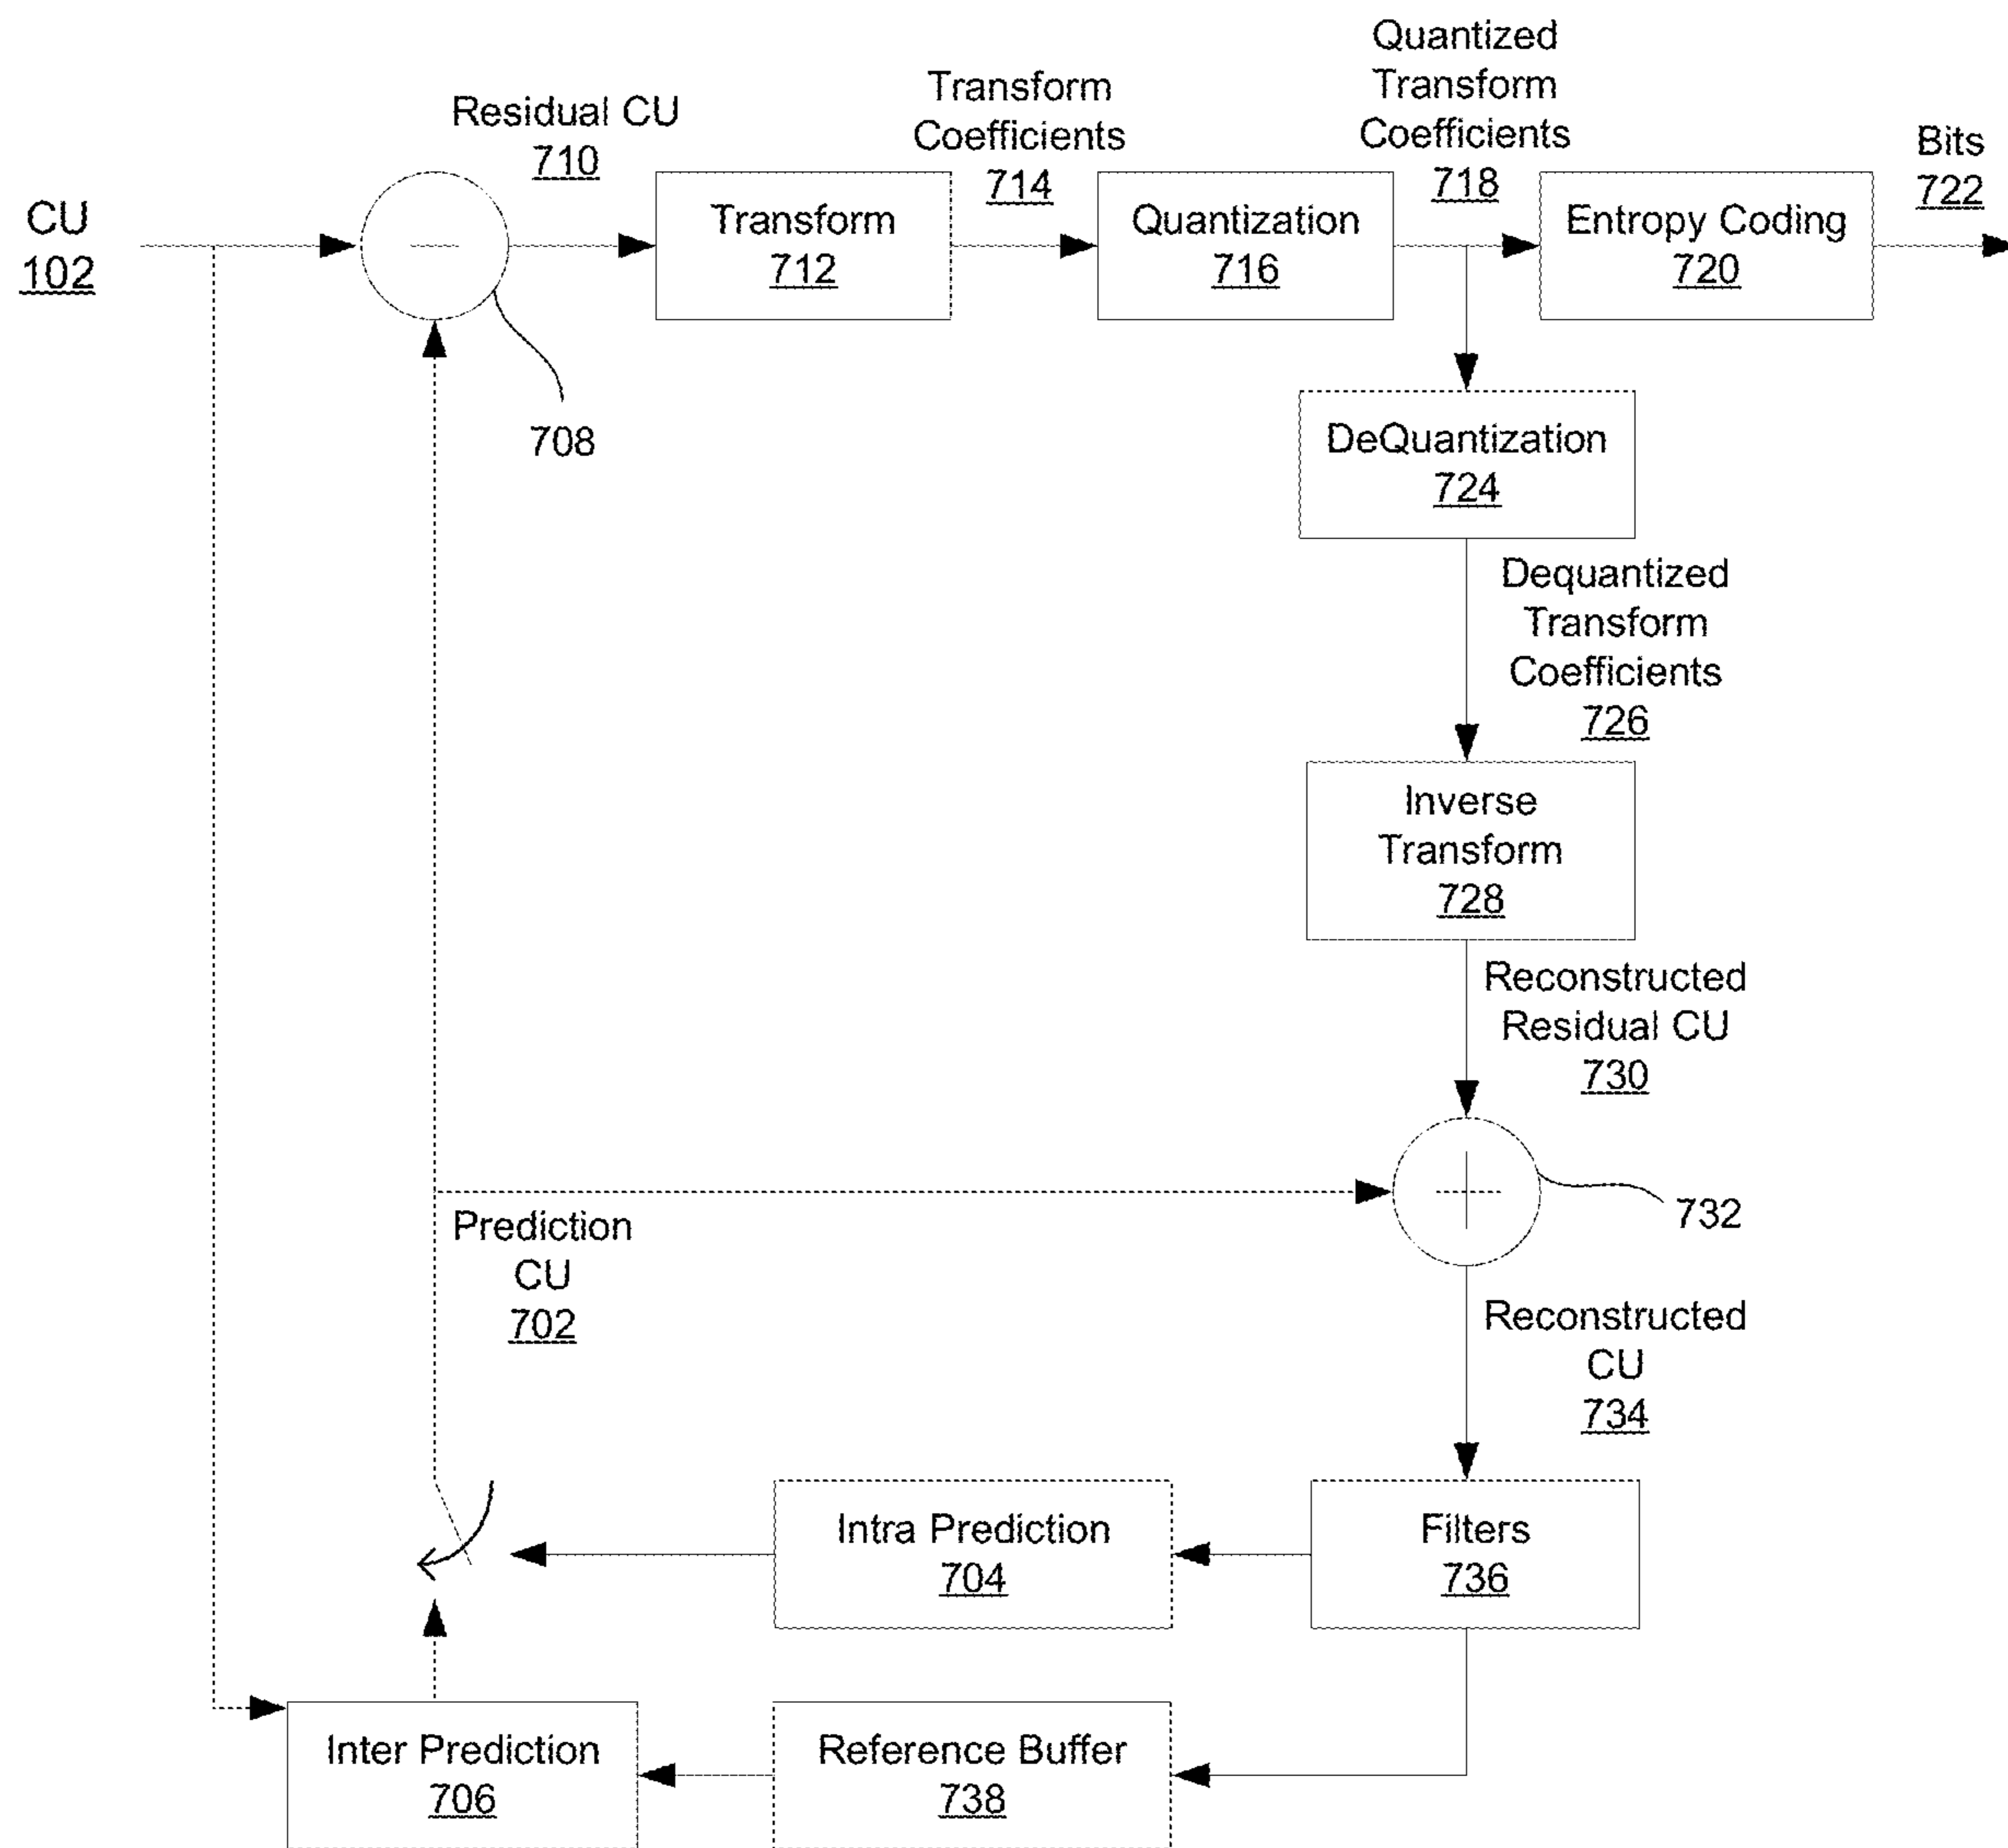 CU
102
Residual CU
710
708
Transform
712
Transform
Coefficients
714
Quantization
716
Quantized
Transform
Coefficients
718
Entropy Coding
720
Bits
722
DeQuantization
724
Dequantized
Transform
Coefficients
726
Inverse
Transform
728
Reconstructed
Residual CU
730
732
Prediction
CU
702
Reconstructed
CU
734
Intra Prediction
704
Filters
736
Inter Prediction
706
Reference Buffer
738